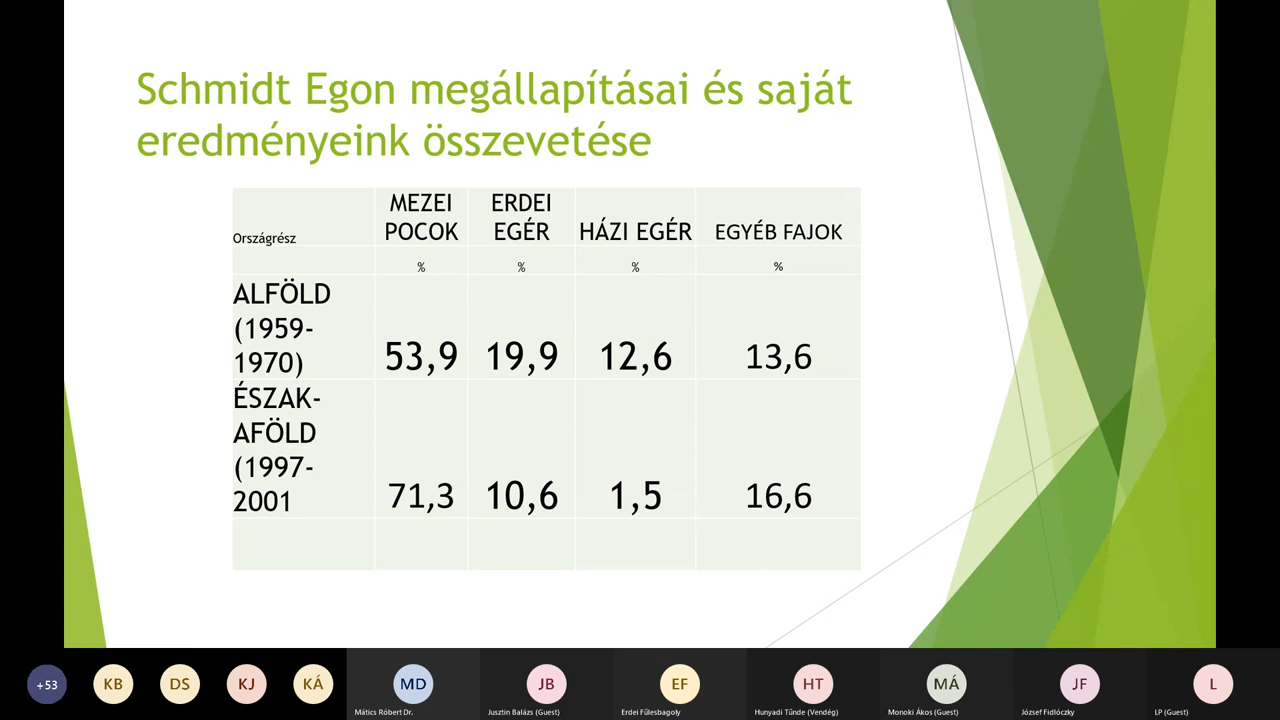 Schmidt Egon megállapításai és saját
eredményeink összevetése
Országrész
MEZEI
POCOK
ERDEI
EGÉR
HÁZI EGÉR
EGYÉB FAJOK
% % % %
ALFÖLD
(1959-
1970)
53,9 19,9 12,6 13,6
ÉSZAK-
AFÖLD
(1997-
2001
71,3 10,6 1,5 16,6
+53 KB DS KJ KÁ MD JB EF HT MÁ JF L
Mátics Róbert Dr. Jusztin Balázs (Guest) Erdei Fülesbagoly Hunyadi Tünde (Vendég) Monoki Ákos (Guest) József Fidlóczky LP (Guest)